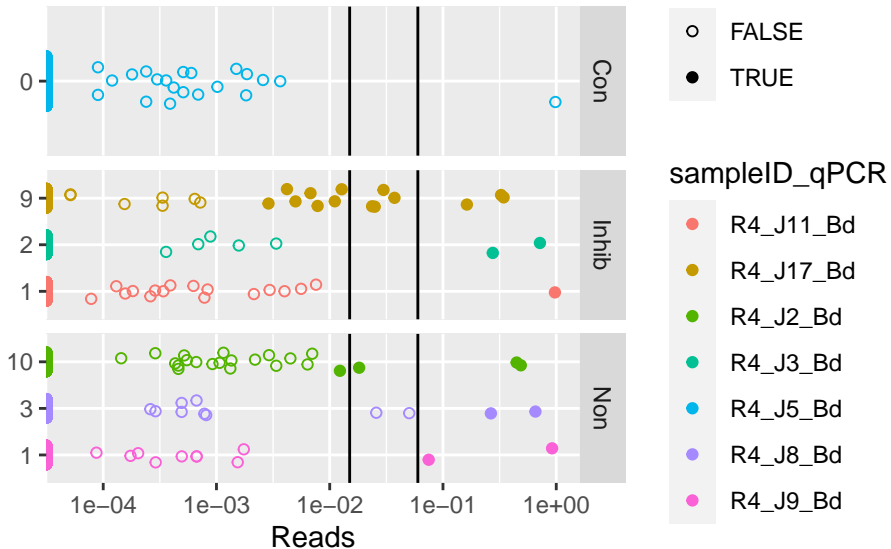 0
Con
9
2
1
Inhib
10
3
1
Non
1e-04 1e-03 1e-02 1e-01 1e+00
Reads
FALSE
TRUE
sampleID_qPCR
R4_J11_Bd
R4_J17_Bd
R4_J2_Bd
R4_J3_Bd
R4_J5_Bd
R4_J8_Bd
R4_J9_Bd